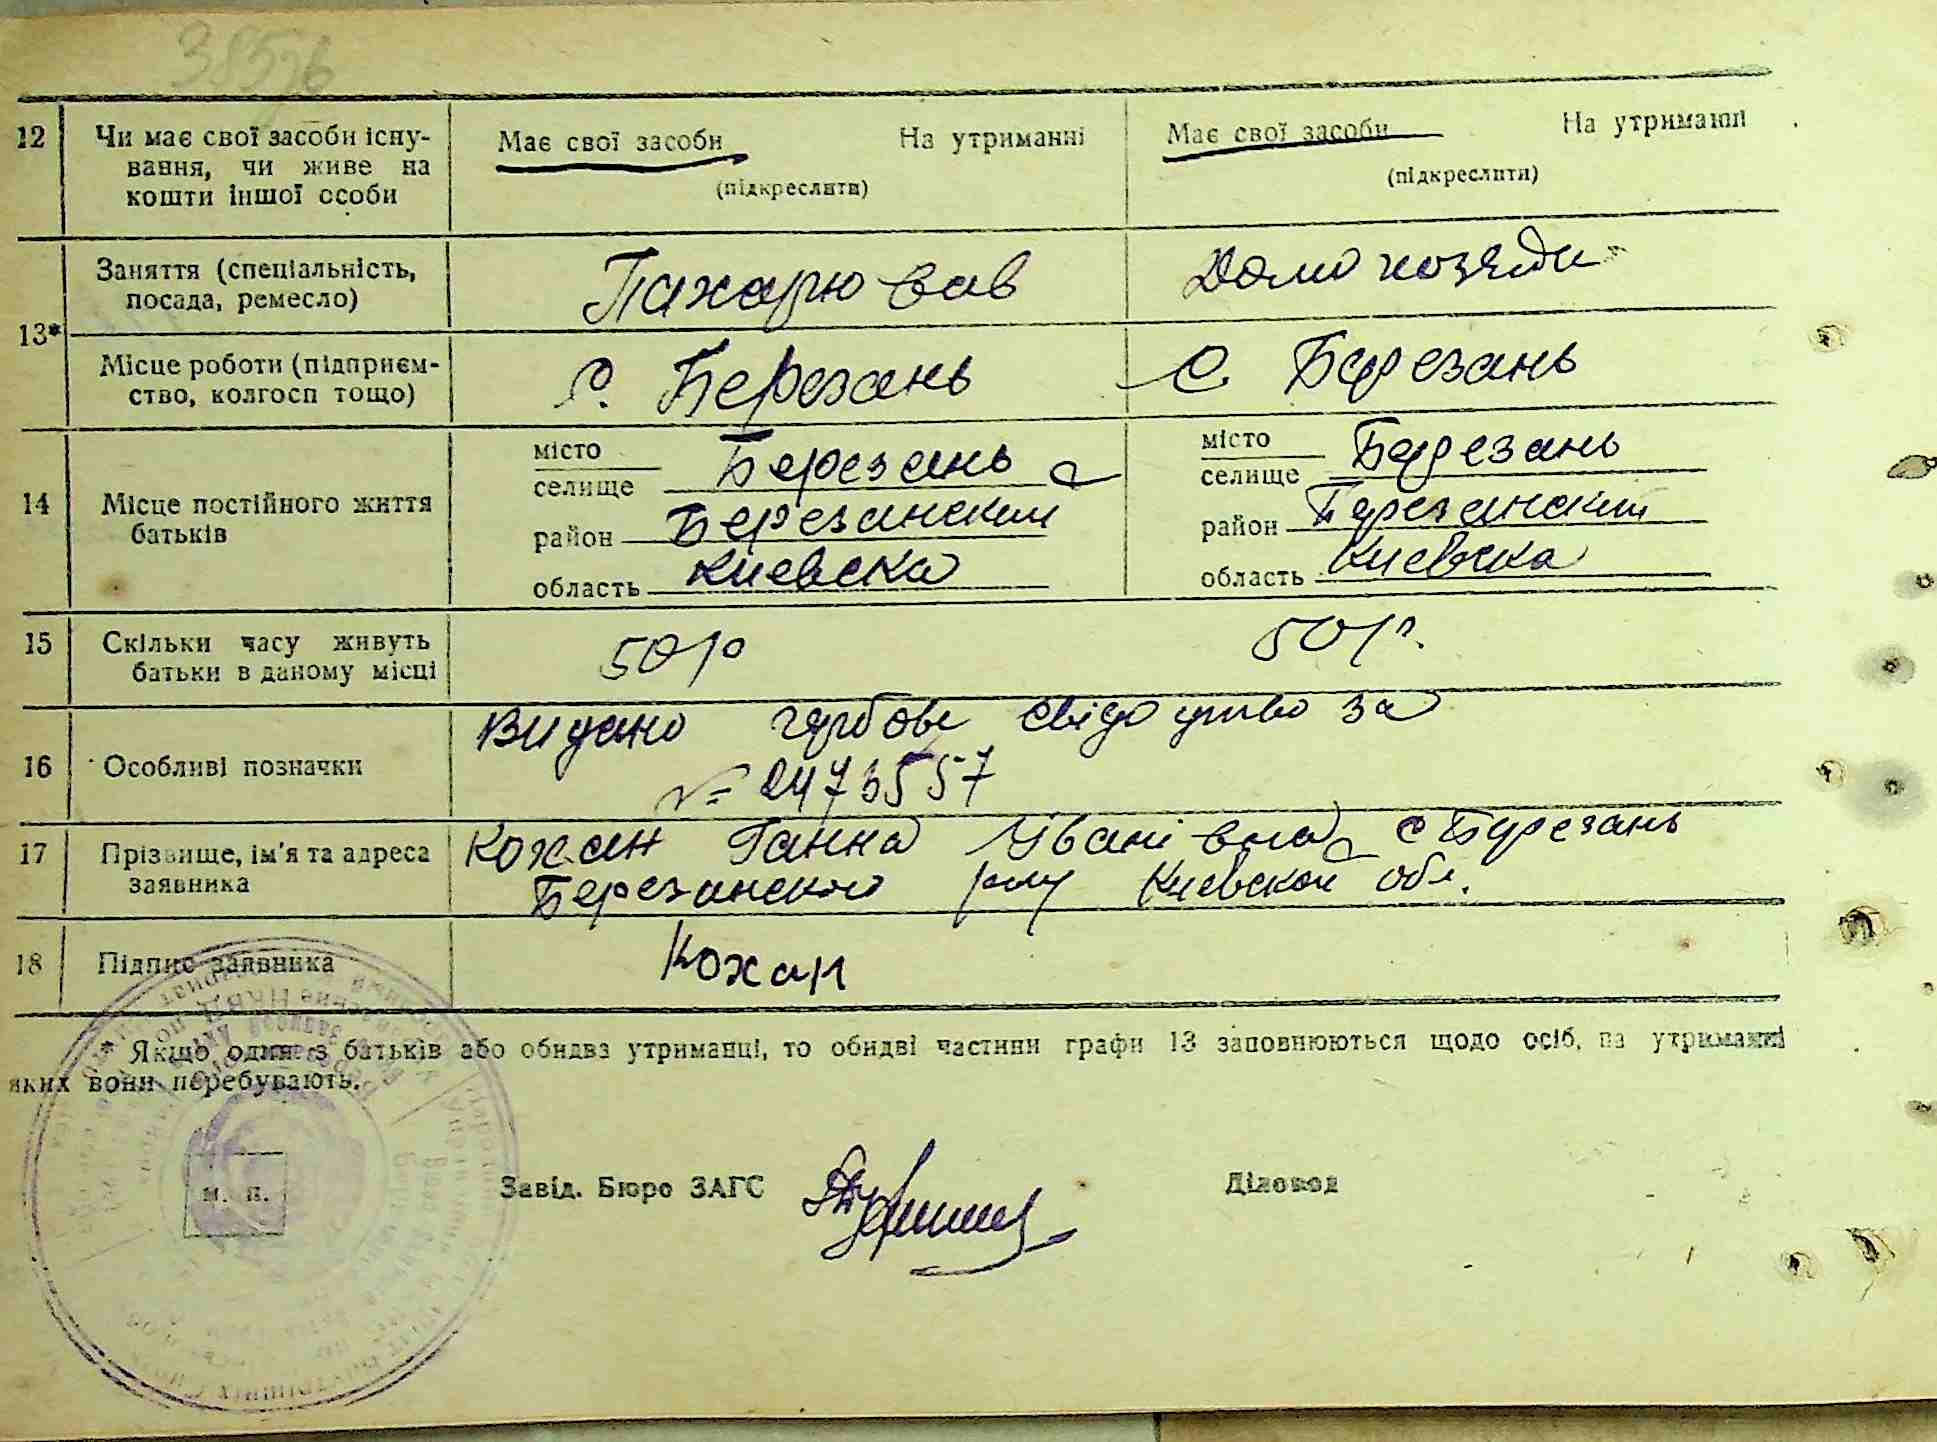 12 Чи має свої засоби існу-
вання, чи живе на
кошти іншої особи
Має свої засоби На утриманні
(підкреслити)
Має свої засоби На утриманні
(підкреслити)
13*
Заняття (спеціальність,
посада, ремесло)
Пахарював
Домохозяйк
Місце роботи (підприєм-
ство, колгосп тощо)
с. Березань
с. Березань
14 Місце постійного життя
батьків
місто
селище Березань
район Березанский
область Киевска
місто
селище Березань
район Березанский
область Киевска
15 Скільки часу живуть
батьки в даному місці
50 р
50 р.
16 Особливі позначки
Видано гербове свідоцтво за
№ 2473557
17 Прізвище, ім'я та адреса
заявника
Кожан Ганна Івановна с Березань
Березанского р-ну Киевской обл.
18 Підпис заявника
Кожан
* Якщо один з батьків або обидва утриманці, то обидві частини графи 13 заповнюються щодо осіб, на утриманні
яких вони перебувають.
м. п.
Завід. Бюро ЗАГС
Діловод